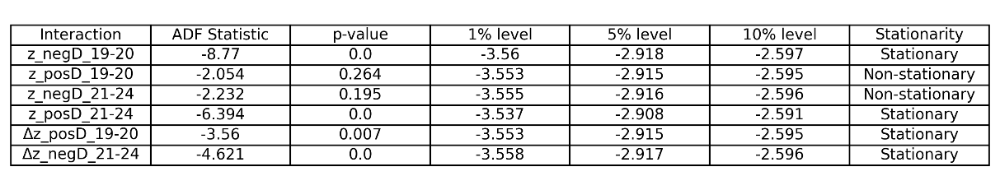 Interaction ADF Statistic p-value 1% level 5% level 10% level Stationarity
z_negD_19-20 -8.77 0.0 -3.56 -2.918 -2.597 Stationary
z_posD_19-20 -2.054 0.264 -3.553 -2.915 -2.595 Non-stationary
z_negD_21-24 -2.232 0.195 -3.555 -2.916 -2.596 Non-stationary
z_posD_21-24 -6.394 0.0 -3.537 -2.908 -2.591 Stationary
Δz_posD_19-20 -3.56 0.007 -3.553 -2.915 -2.595 Stationary
Δz_negD_21-24 -4.621 0.0 -3.558 -2.917 -2.596 Stationary